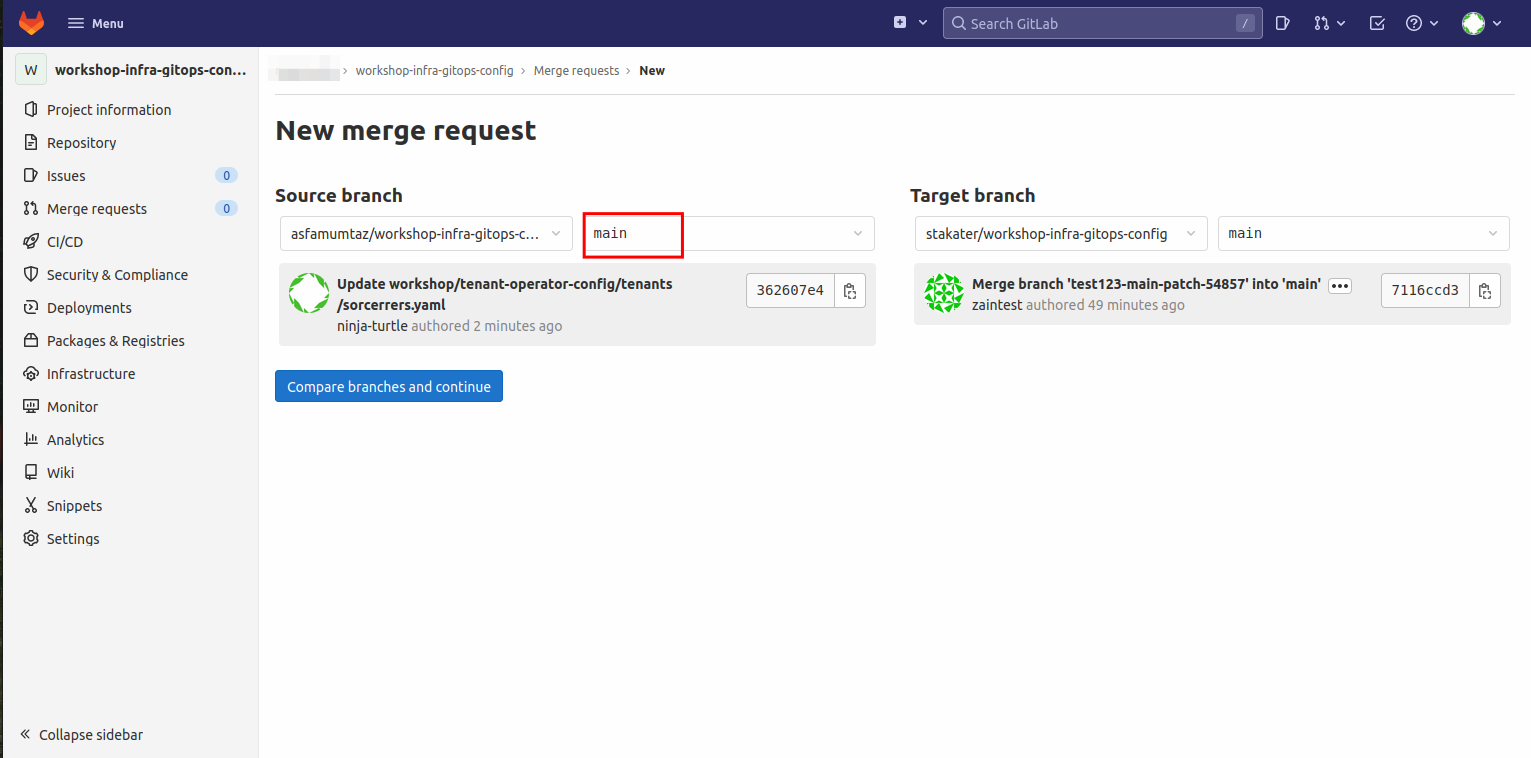 Menu
Search GitLab
/
W
workshop-infra-gitops-con...
Project information
Repository
Issues 0
Merge requests 0
CI/CD
Security & Compliance
Deployments
Packages & Registries
Infrastructure
Monitor
Analytics
Wiki
Snippets
Settings
Collapse sidebar
workshop-infra-gitops-config › Merge requests › New
New merge request
Source branch
asfamumtaz/workshop-infra-gitops-c...
main
Update workshop/tenant-operator-config/tenants
/sorcerrers.yaml
ninja-turtle authored 2 minutes ago
362607e4
Target branch
stakater/workshop-infra-gitops-config
main
Merge branch 'test123-main-patch-54857' into 'main'
zaintest authored 49 minutes ago
7116ccd3
Compare branches and continue